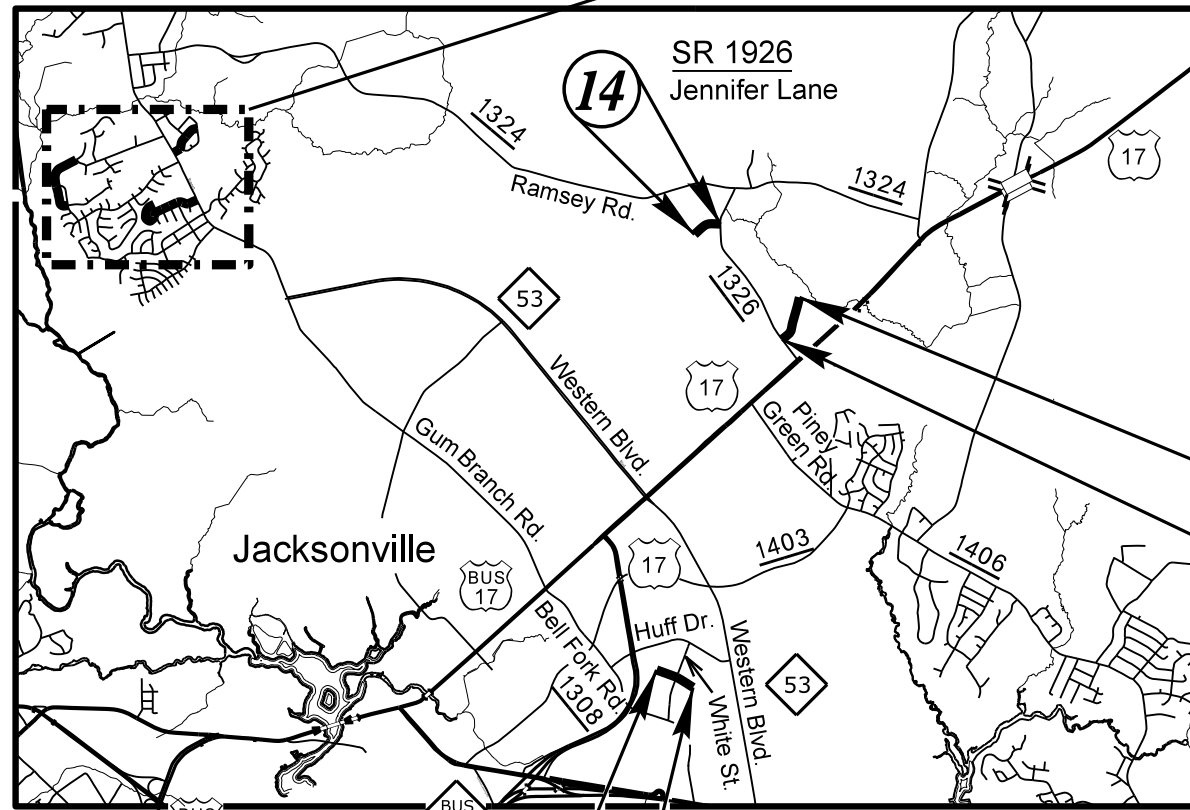 SR 1926
14
Jennifer Lane
1324
17
Ramsey Rd.
1324
1326
53
17
Western Blvd.
Piney
Green Rd.
Gum Branch Rd.
Jacksonville
1403
1406
17
BUS
17
Bell Fork Rd.
1308
Huff Dr.
Western Blvd.
53
White St.
BUS
BUS